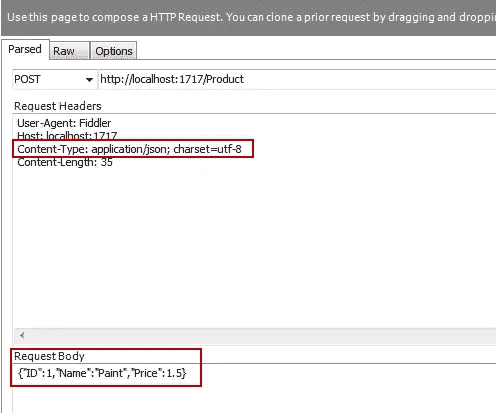 Use this page to compose a HTTP Request. You can clone a prior request by dragging and droppi
Parsed Raw Options
POST http://localhost:1717/Product
Request Headers
User-Agent: Fiddler
Host: localhost:1717
Content-Type: application/json; charset=utf-8
Content-Length: 35
Request Body
{"ID":1,"Name":"Paint","Price":1.5}